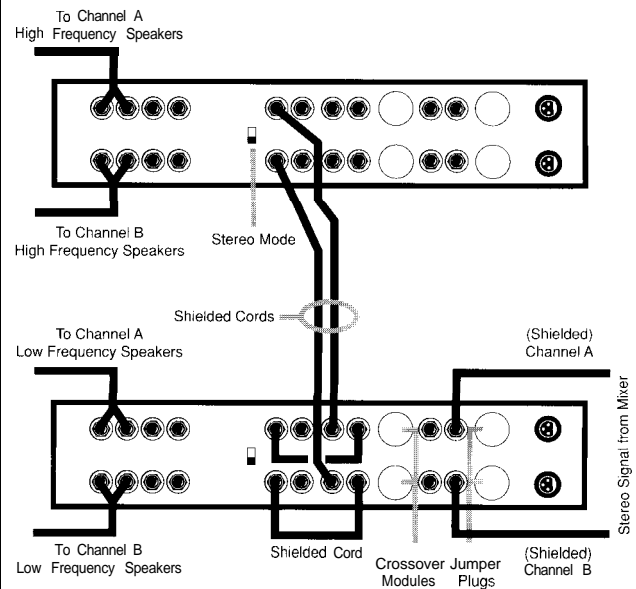 To Channel A
High Frequency Speakers
To Channel B
High Frequency Speakers
Stereo Mode
Shielded Cords
To Channel A
Low Frequency Speakers
(Shielded)
Channel A
Stereo Signal from Mixer
To Channel B
Low Frequency Speakers
Shielded Cord
Crossover
Modules
Jumper
Plugs
(Shielded)
Channel B